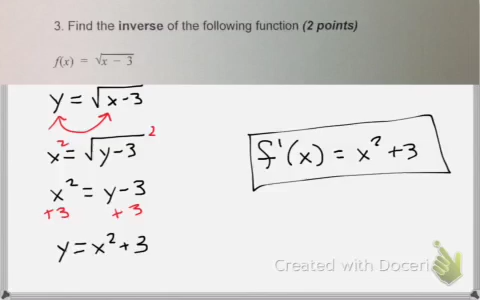 3. Find the inverse of the following function (2 points)
f(x) = √x − 3
y = √x-3
x² = √y-3 ²
x² = y-3
+3 +3
y = x² + 3
f'(x) = x² + 3
Created with Doceri